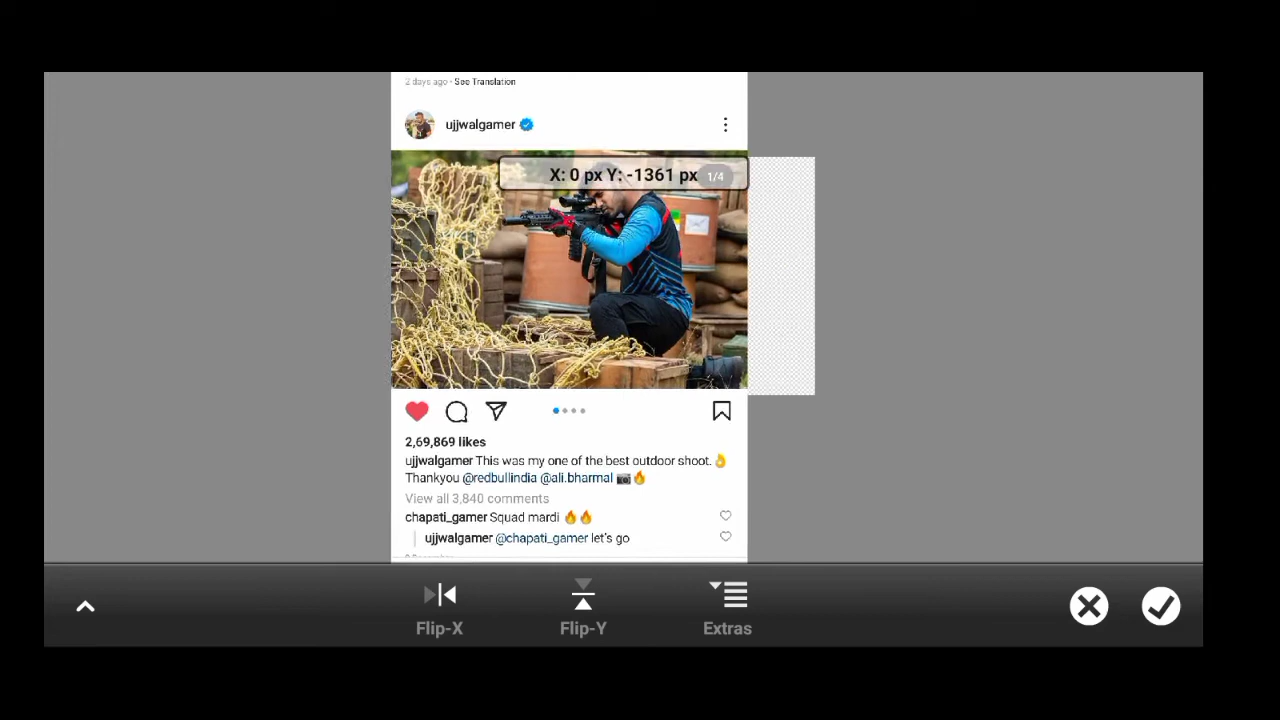 2 days ago · See Translation
ujjwalgamer
X: 0 px Y: -1361 px
1/4
2,69,869 likes
ujjwalgamer This was my one of the best outdoor shoot.👌
Thankyou @redbullindia @ali.bharmal 📷🔥
View all 3,840 comments
chapati_gamer Squad mardi 🔥🔥
ujjwalgamer @chapati_gamer let's go
Flip-X
Flip-Y
Extras